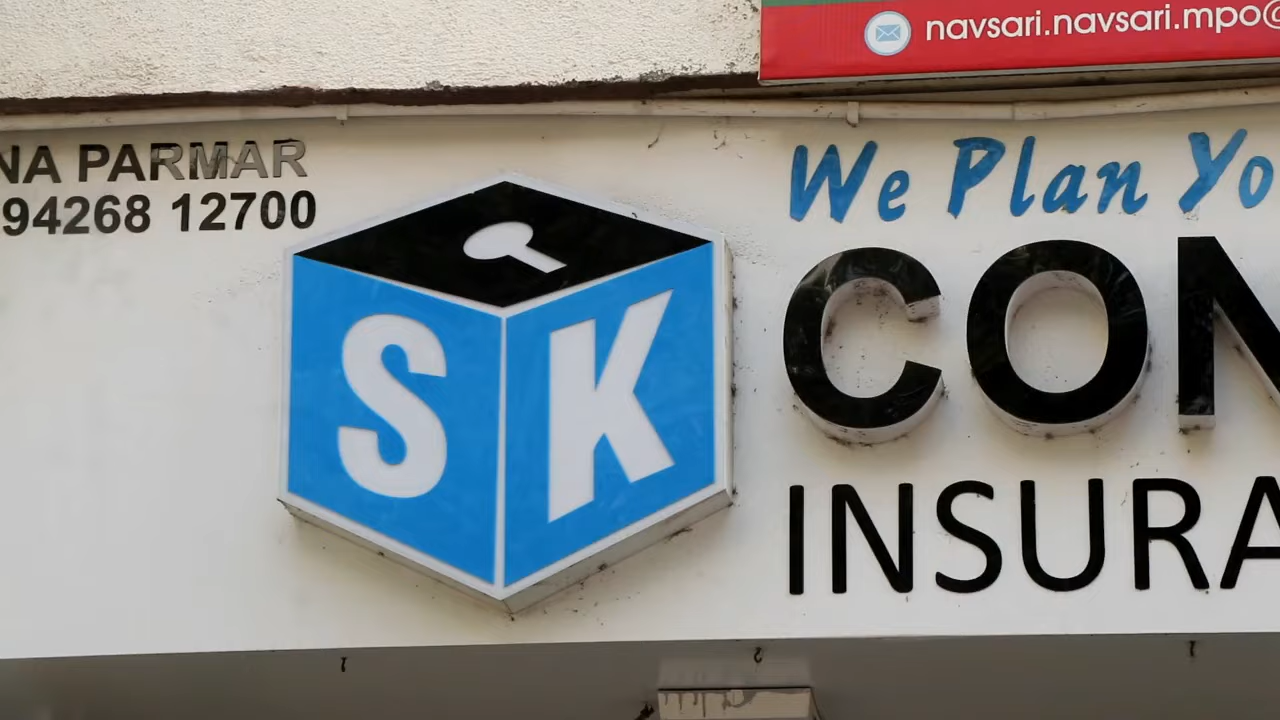 navsari.navsari.mpo@
NA PARMAR
94268 12700
SK
We Plan Yo
CON
INSURA